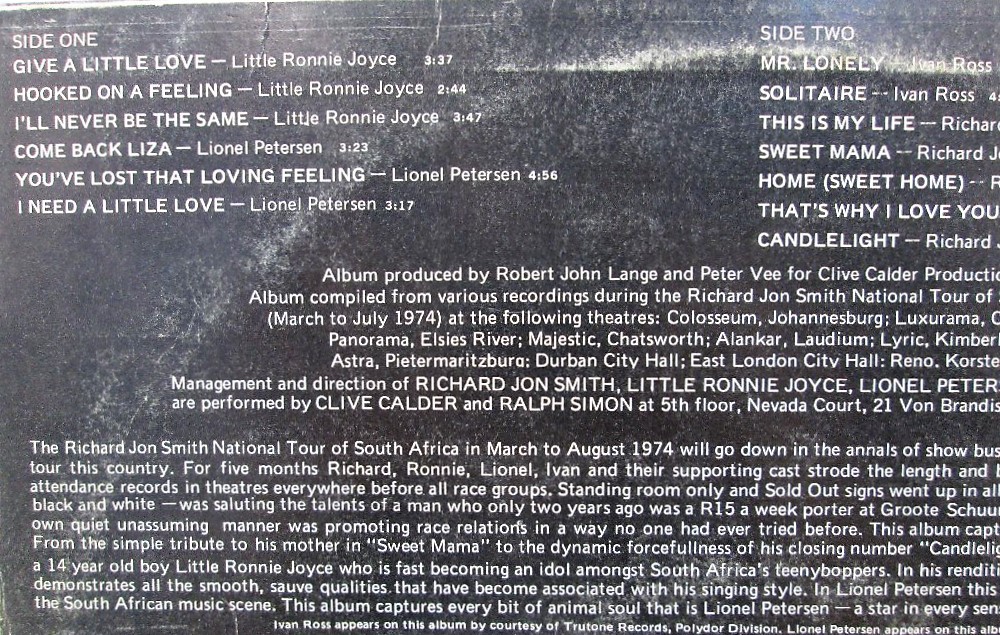 SIDE ONE
GIVE A LITTLE LOVE — Little Ronnie Joyce 3:37
HOOKED ON A FEELING — Little Ronnie Joyce 2:44
I'LL NEVER BE THE SAME — Little Ronnie Joyce 3:47
COME BACK LIZA — Lionel Petersen 3:23
YOU'VE LOST THAT LOVING FEELING — Lionel Petersen 4:56
I NEED A LITTLE LOVE — Lionel Petersen 3:17
SIDE TWO
MR. LONELY — Ivan Ross
SOLITAIRE -- Ivan Ross
THIS IS MY LIFE — Richar
SWEET MAMA — Richard J
HOME (SWEET HOME) -- R
THAT'S WHY I LOVE YOU
CANDLELIGHT — Richard
Album produced by Robert John Lange and Peter Vee for Clive Calder Producti
Album compiled from various recordings during the Richard Jon Smith National Tour of
(March to July 1974) at the following theatres: Colosseum, Johannesburg; Luxurama, C
Panorama, Elsies River; Majestic, Chatsworth; Alankar, Laudium; Lyric, Kimber
Astra, Pietermaritzburg: Durban City Hall; East London City Hall: Reno. Korste
Management and direction of RICHARD JON SMITH, LITTLE RONNIE JOYCE, LIONEL PETER
are performed by CLIVE CALDER and RALPH SIMON at 5th floor, Nevada Court, 21 Von Brandis
The Richard Jon Smith National Tour of South Africa in March to August 1974 will go down in the annals of show bus
tour this country. For five months Richard, Ronnie, Lionel, Ivan and their supporting cast strode the length and b
attendance records in theatres everywhere before all race groups. Standing room only and Sold Out signs went up in all
black and white — was saluting the talents of a man who only two years ago was a R15 a week porter at Groote Schuur
own quiet unassuming manner was promoting race relations in a way no one had ever tried before. This album capt
From the simple tribute to his mother in "Sweet Mama" to the dynamic forcefullness of his closing number "Candlelig
a 14 year old boy Little Ronnie Joyce who is fast becoming an idol amongst South Africa's teenyboppers. In his renditi
demonstrates all the smooth, sauve qualities that have become associated with his singing style. In Lionel Petersen this
the South African music scene. This album captures every bit of animal soul that is Lionel Petersen — a star in every sen
Ivan Ross appears on this album by courtesy of Trutone Records, Polydor Division. Lionel Petersen appears on this alb